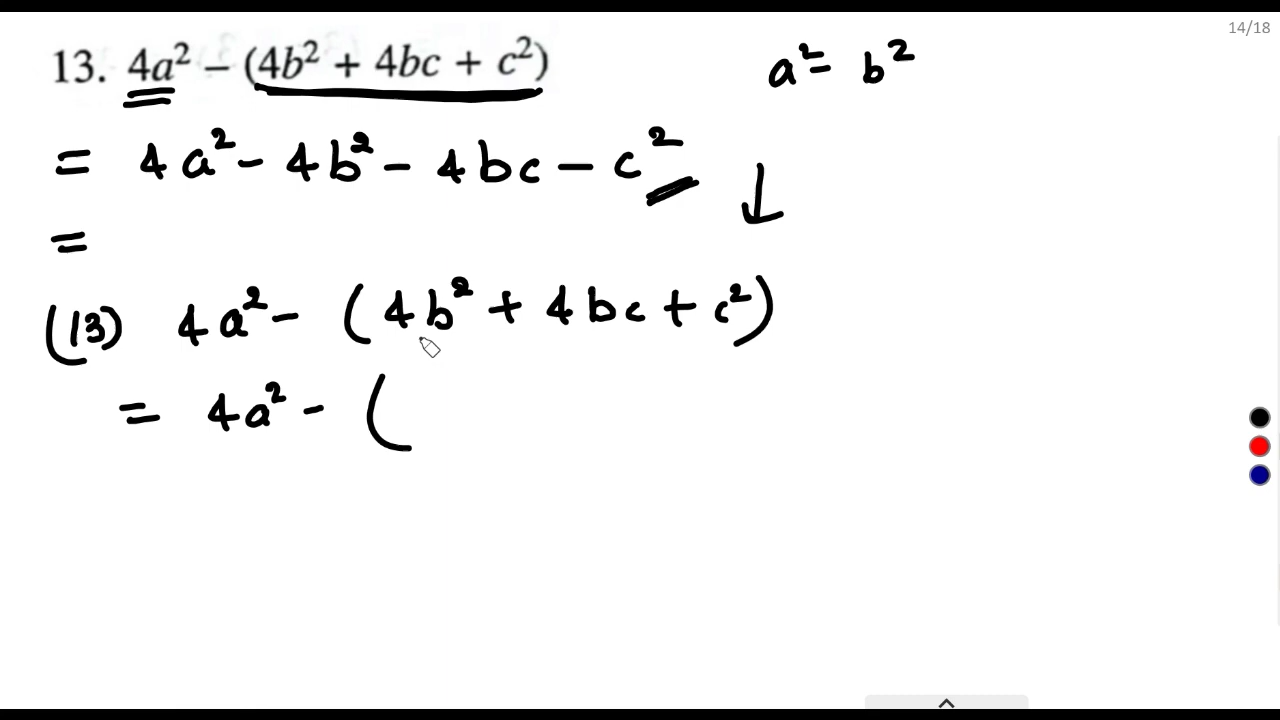 14/18
13. 4a² − (4b² + 4bc + c²)
a² = b²
= 4a² - 4b² - 4bc - c²
=
(13) 4a² - (4b² + 4bc + c²)
= 4a² - (